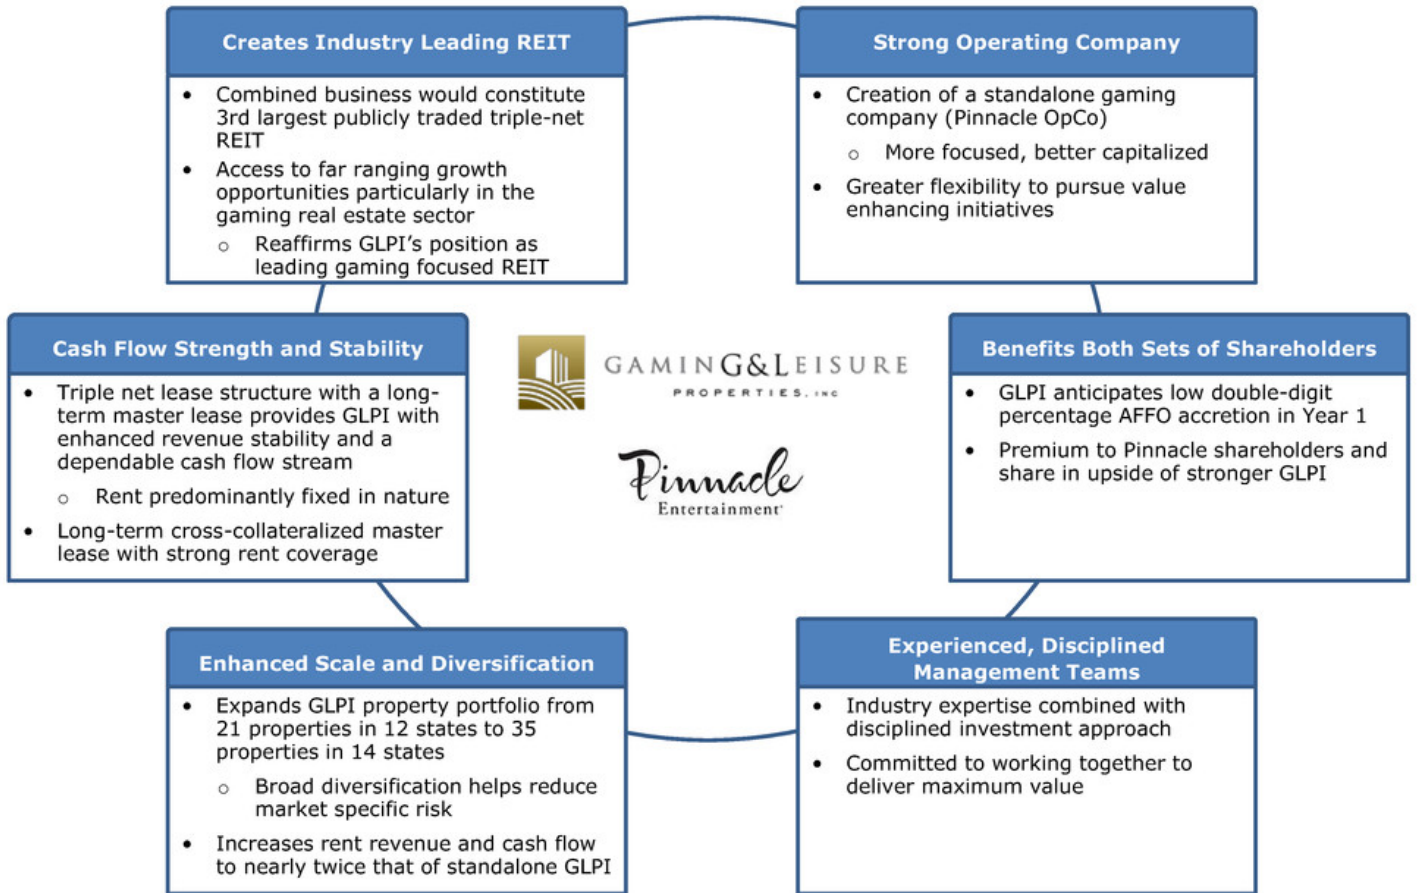 Creates Industry Leading REIT
• Combined business would constitute
3rd largest publicly traded triple-net
REIT
• Access to far ranging growth
opportunities particularly in the
gaming real estate sector
o Reaffirms GLPI's position as
leading gaming focused REIT
Strong Operating Company
• Creation of a standalone gaming
company (Pinnacle OpCo)
o More focused, better capitalized
• Greater flexibility to pursue value
enhancing initiatives
Cash Flow Strength and Stability
• Triple net lease structure with a long-
term master lease provides GLPI with
enhanced revenue stability and a
dependable cash flow stream
o Rent predominantly fixed in nature
• Long-term cross-collateralized master
lease with strong rent coverage
GAMING&LEISURE
PROPERTIES, INC
Pinnacle
Entertainment
Benefits Both Sets of Shareholders
• GLPI anticipates low double-digit
percentage AFFO accretion in Year 1
• Premium to Pinnacle shareholders and
share in upside of stronger GLPI
Enhanced Scale and Diversification
• Expands GLPI property portfolio from
21 properties in 12 states to 35
properties in 14 states
o Broad diversification helps reduce
market specific risk
• Increases rent revenue and cash flow
to nearly twice that of standalone GLPI
Experienced, Disciplined
Management Teams
• Industry expertise combined with
disciplined investment approach
• Committed to working together to
deliver maximum value